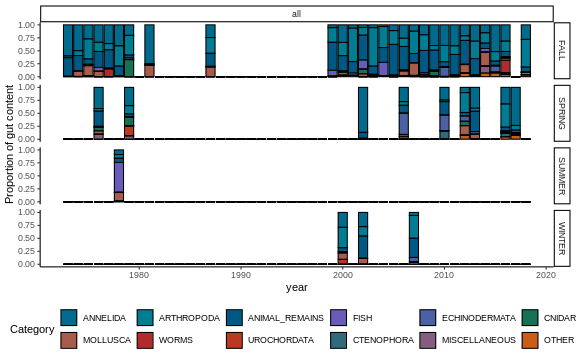 all
Proportion of gut content
1.00
0.75
0.50
0.25
0.00
FALL
1.00
0.75
0.50
0.25
0.00
SPRING
1.00
0.75
0.50
0.25
0.00
SUMMER
1.00
0.75
0.50
0.25
0.00
WINTER
1980 1990 2000 2010 2020
year
Category
ANNELIDA ARTHROPODA ANIMAL_REMAINS FISH ECHINODERMATA CNIDAR
MOLLUSCA WORMS UROCHORDATA CTENOPHORA MISCELLANEOUS OTHER